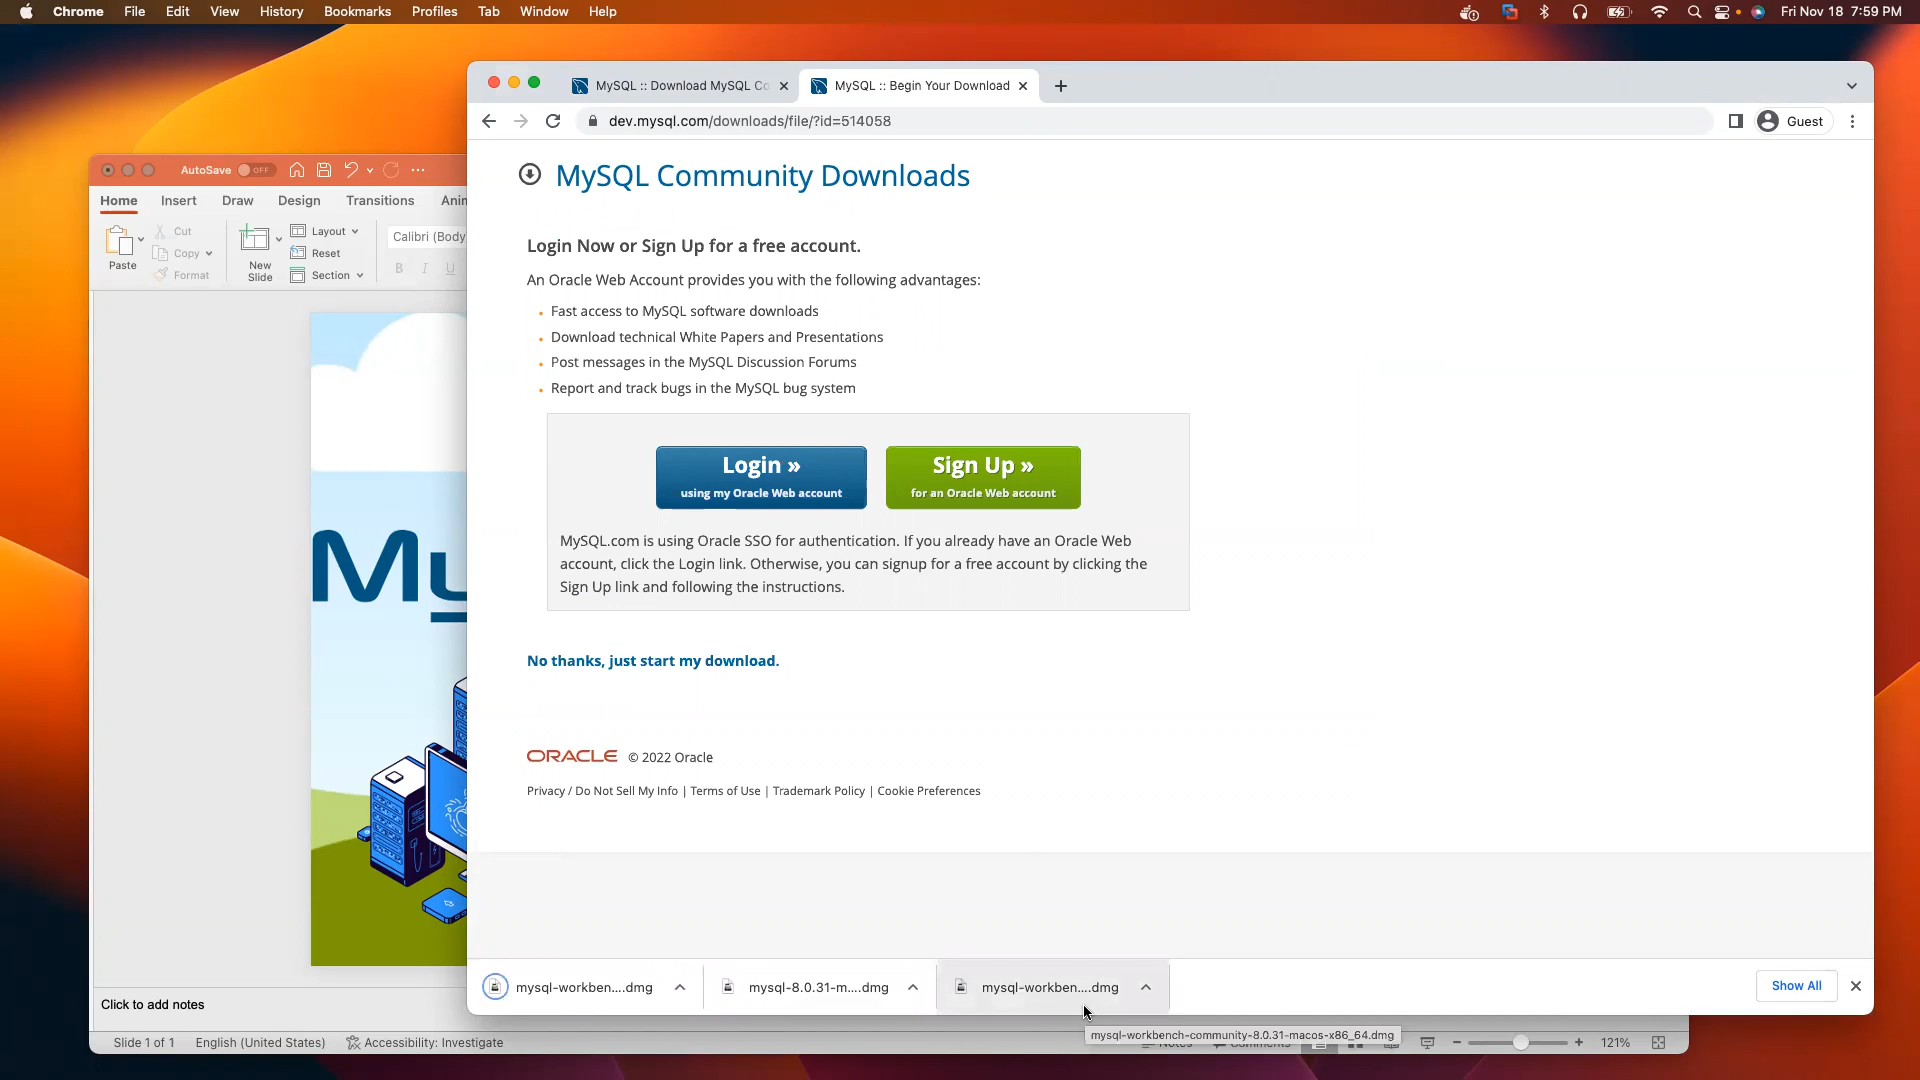 Chrome File Edit View History Bookmarks Profiles Tab Window Help
Fri Nov 18 7:59 PM
MySQL :: Download MySQL Co
MySQL :: Begin Your Download
dev.mysql.com/downloads/file/?id=514058
Guest
AutoSave OFF
Home Insert Draw Design Transitions Ani
Paste
Cut
Copy
Format
New
Slide
Layout
Reset
Section
Calibri (Body
B I U
My
MySQL Community Downloads
Login Now or Sign Up for a free account.
An Oracle Web Account provides you with the following advantages:
Fast access to MySQL software downloads
Download technical White Papers and Presentations
Post messages in the MySQL Discussion Forums
Report and track bugs in the MySQL bug system
Login »
using my Oracle Web account
Sign Up »
for an Oracle Web account
MySQL.com is using Oracle SSO for authentication. If you already have an Oracle Web
account, click the Login link. Otherwise, you can signup for a free account by clicking the
Sign Up link and following the instructions.
No thanks, just start my download.
ORACLE © 2022 Oracle
Privacy / Do Not Sell My Info | Terms of Use | Trademark Policy | Cookie Preferences
mysql-workben....dmg
mysql-8.0.31-m....dmg
mysql-workben....dmg
Show All
mysql-workbench-community-8.0.31-macos-x86_64.dmg
Click to add notes
Slide 1 of 1 English (United States) Accessibility: Investigate
Notes
121%